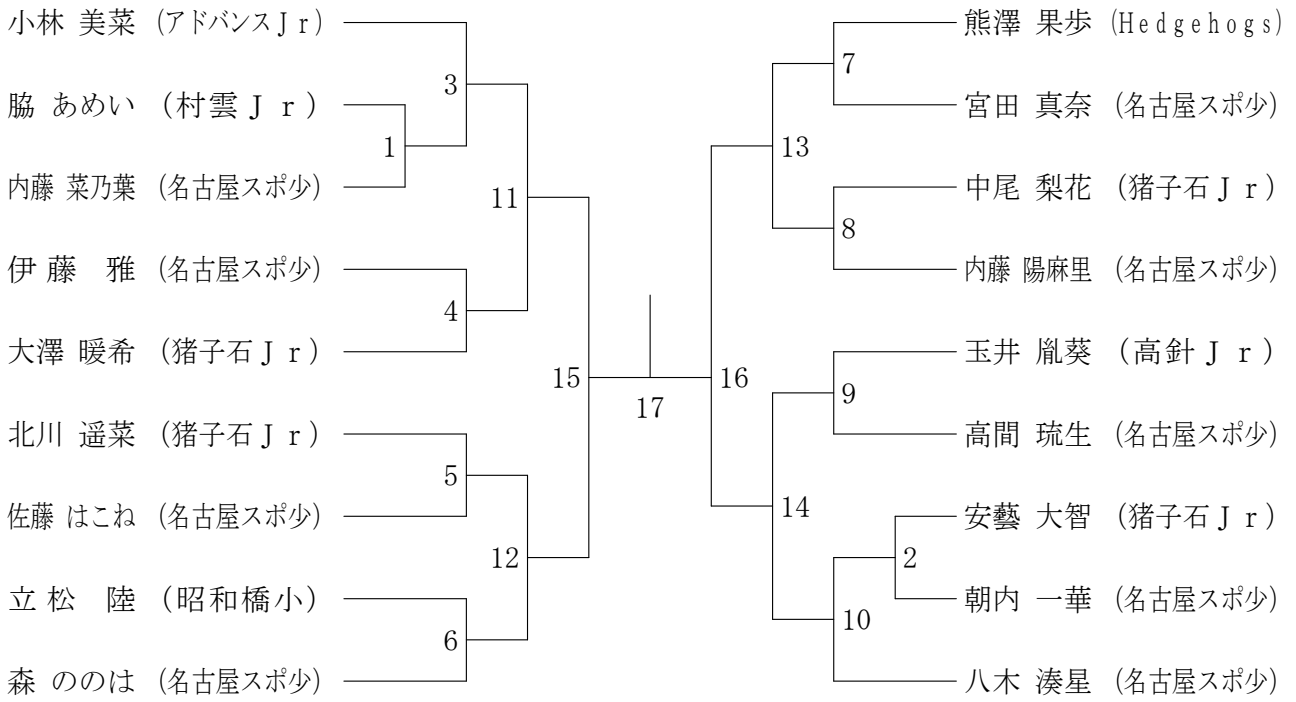 小林 美菜 (アドバンスＪｒ)
3
脇 あめい (村雲Ｊｒ)
1
内藤 菜乃葉 (名古屋スポ少)
11
伊藤 雅 (名古屋スポ少)
4
大澤 暖希 (猪子石Ｊｒ)
15
北川 遥菜 (猪子石Ｊｒ)
5
佐藤 はこね (名古屋スポ少)
12
立松 陸 (昭和橋小)
6
森 ののは (名古屋スポ少)
17
熊澤 果歩 (Hedgehogs)
7
宮田 真奈 (名古屋スポ少)
13
中尾 梨花 (猪子石Ｊｒ)
8
内藤 陽麻里 (名古屋スポ少)
16
玉井 胤葵 (高針Ｊｒ)
9
高間 琉生 (名古屋スポ少)
14
安藝 大智 (猪子石Ｊｒ)
2
朝内 一華 (名古屋スポ少)
10
八木 湊星 (名古屋スポ少)